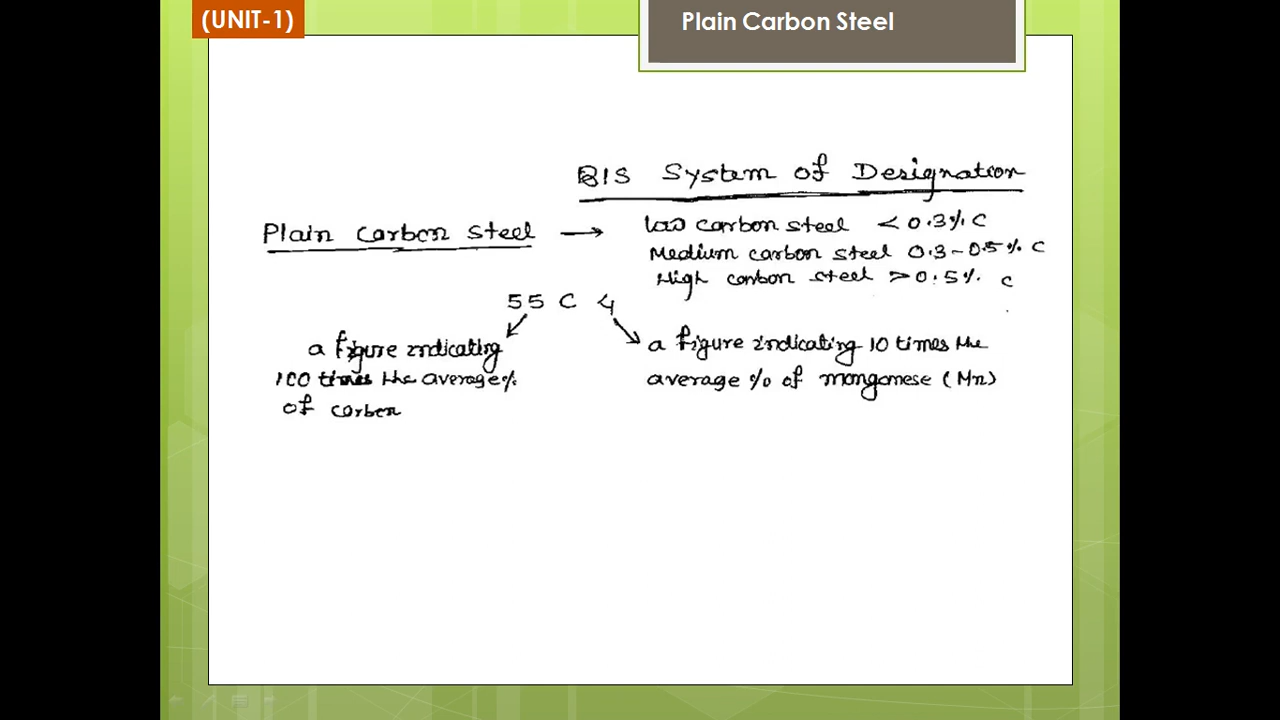 (UNIT-1)
Plain Carbon Steel
BIS System of Designation
Plain carbon steel → low carbon steel < 0.3% C
Medium carbon steel 0.3-0.5% C
High carbon steel > 0.5% C
55 C 4
a figure indicating
100 times the average %
of carbon
a figure indicating 10 times the
average % of manganese (Mn)